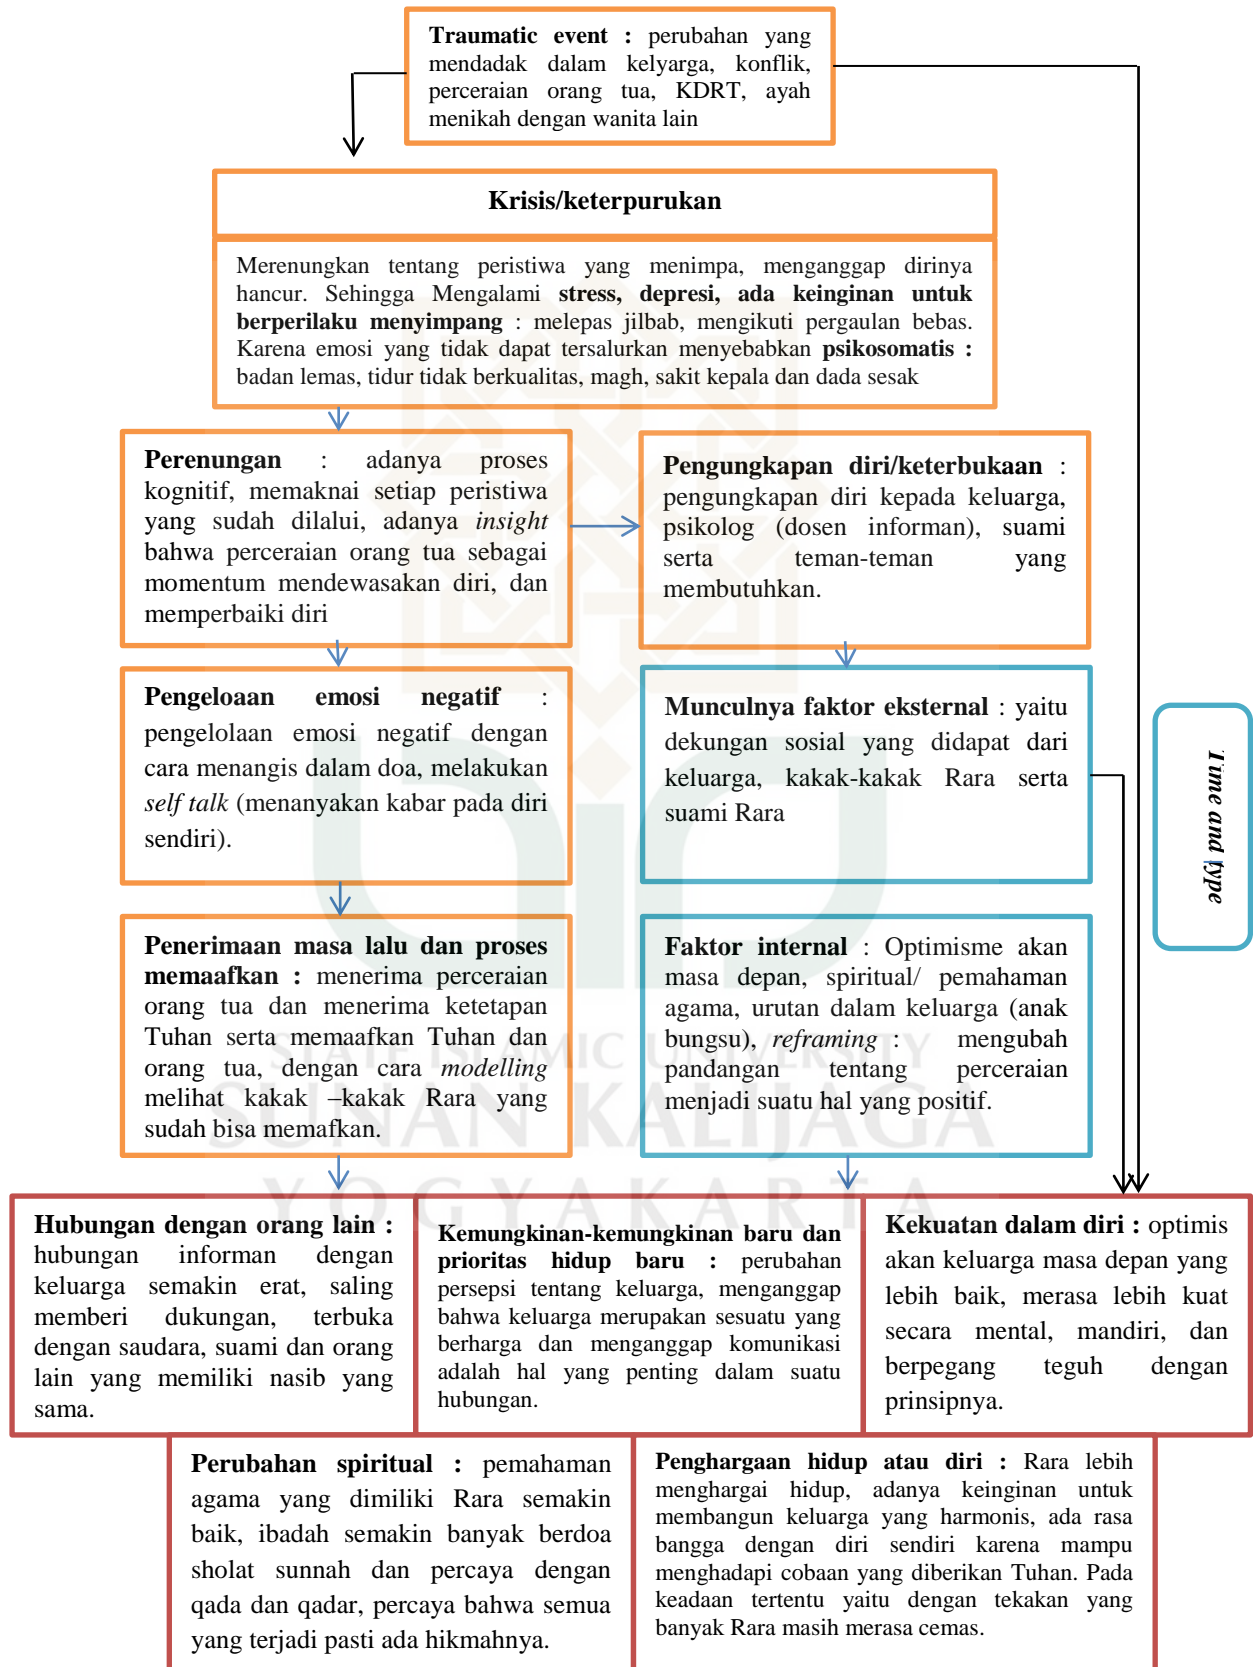 Traumatic event : perubahan yang
mendadak dalam kelyarga, konflik,
perceraian orang tua, KDRT, ayah
menikah dengan wanita lain
Krisis/keterpurukan
Merenungkan tentang peristiwa yang menimpa, menganggap dirinya
hancur. Sehingga Mengalami stress, depresi, ada keinginan untuk
berperilaku menyimpang : melepas jilbab, mengikuti pergaulan bebas.
Karena emosi yang tidak dapat tersalurkan menyebabkan psikosomatis :
badan lemas, tidur tidak berkualitas, magh, sakit kepala dan dada sesak
Perenungan : adanya proses
kognitif, memaknai setiap peristiwa
yang sudah dilalui, adanya insight
bahwa perceraian orang tua sebagai
momentum mendewasakan diri, dan
memperbaiki diri
Pengungkapan diri/keterbukaan :
pengungkapan diri kepada keluarga,
psikolog (dosen informan), suami
serta teman-teman yang
membutuhkan.
Pengeloaan emosi negatif :
pengelolaan emosi negatif dengan
cara menangis dalam doa, melakukan
self talk (menanyakan kabar pada diri
sendiri).
Munculnya faktor eksternal : yaitu
dekungan sosial yang didapat dari
keluarga, kakak-kakak Rara serta
suami Rara
Time and type
Penerimaan masa lalu dan proses
memaafkan : menerima perceraian
orang tua dan menerima ketetapan
Tuhan serta memaafkan Tuhan dan
orang tua, dengan cara modelling
melihat kakak –kakak Rara yang
sudah bisa memafkan.
Faktor internal : Optimisme akan
masa depan, spiritual/ pemahaman
agama, urutan dalam keluarga (anak
bungsu), reframing : mengubah
pandangan tentang perceraian
menjadi suatu hal yang positif.
STATE ISLAMIC UNIVERSITY
SUNAN KALIJAGA
YOGYAKARTA
Hubungan dengan orang lain :
hubungan informan dengan
keluarga semakin erat, saling
memberi dukungan, terbuka
dengan saudara, suami dan orang
lain yang memiliki nasib yang
sama.
Kemungkinan-kemungkinan baru dan
prioritas hidup baru : perubahan
persepsi tentang keluarga, menganggap
bahwa keluarga merupakan sesuatu yang
berharga dan menganggap komunikasi
adalah hal yang penting dalam suatu
hubungan.
Kekuatan dalam diri : optimis
akan keluarga masa depan yang
lebih baik, merasa lebih kuat
secara mental, mandiri, dan
berpegang teguh dengan
prinsipnya.
Perubahan spiritual : pemahaman
agama yang dimiliki Rara semakin
baik, ibadah semakin banyak berdoa
sholat sunnah dan percaya dengan
qada dan qadar, percaya bahwa semua
yang terjadi pasti ada hikmahnya.
Penghargaan hidup atau diri : Rara lebih
menghargai hidup, adanya keinginan untuk
membangun keluarga yang harmonis, ada rasa
bangga dengan diri sendiri karena mampu
menghadapi cobaan yang diberikan Tuhan. Pada
keadaan tertentu yaitu dengan tekakan yang
banyak Rara masih merasa cemas.